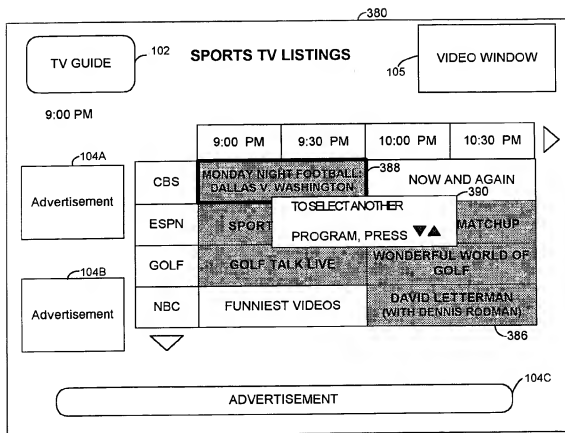 380
TV GUIDE
102
SPORTS TV LISTINGS
105
VIDEO WINDOW
9:00 PM
104A
Advertisement
9:00 PM
9:30 PM
10:00 PM
10:30 PM
CBS
MONDAY NIGHT FOOTBALL:
DALLAS V. WASHINGTON
388
NOW AND AGAIN
390
TO SELECT ANOTHER
PROGRAM, PRESS ▼▲
ESPN
SPORT
MATCHUP
GOLF
GOLF TALK LIVE
WONDERFUL WORLD OF
GOLF
104B
Advertisement
NBC
FUNNIEST VIDEOS
DAVID LETTERMAN
(WITH DENNIS RODMAN)
386
104C
ADVERTISEMENT